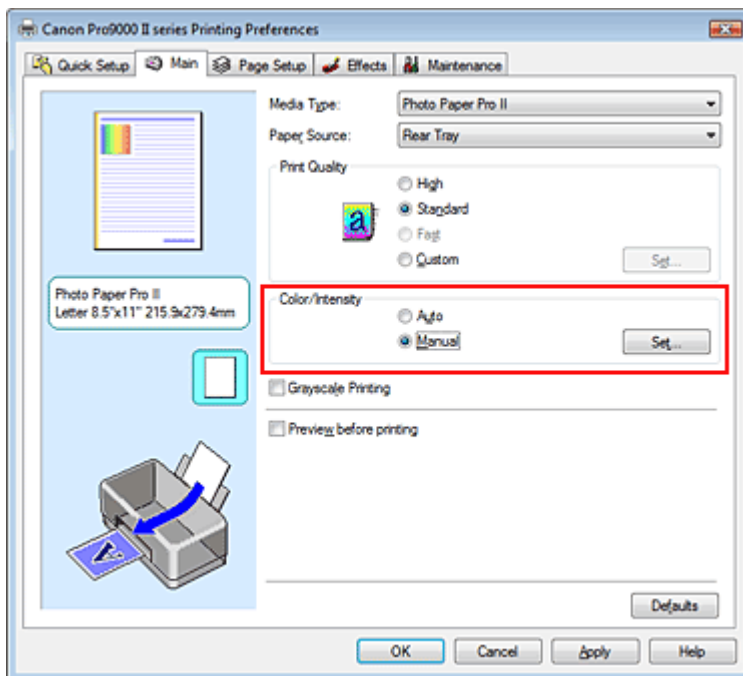 Canon Pro9000 II series Printing Preferences
Quick Setup Main Page Setup Effects Maintenance
Media Type: Photo Paper Pro II
Paper Source: Rear Tray
Print Quality
High
a Standard
Fast
Custom Set...
Photo Paper Pro II
Letter 8.5"x11" 215.9x279.4mm
Color/Intensity
Auto
Manual Set...
Grayscale Printing
Preview before printing
A
Defaults
OK Cancel Apply Help